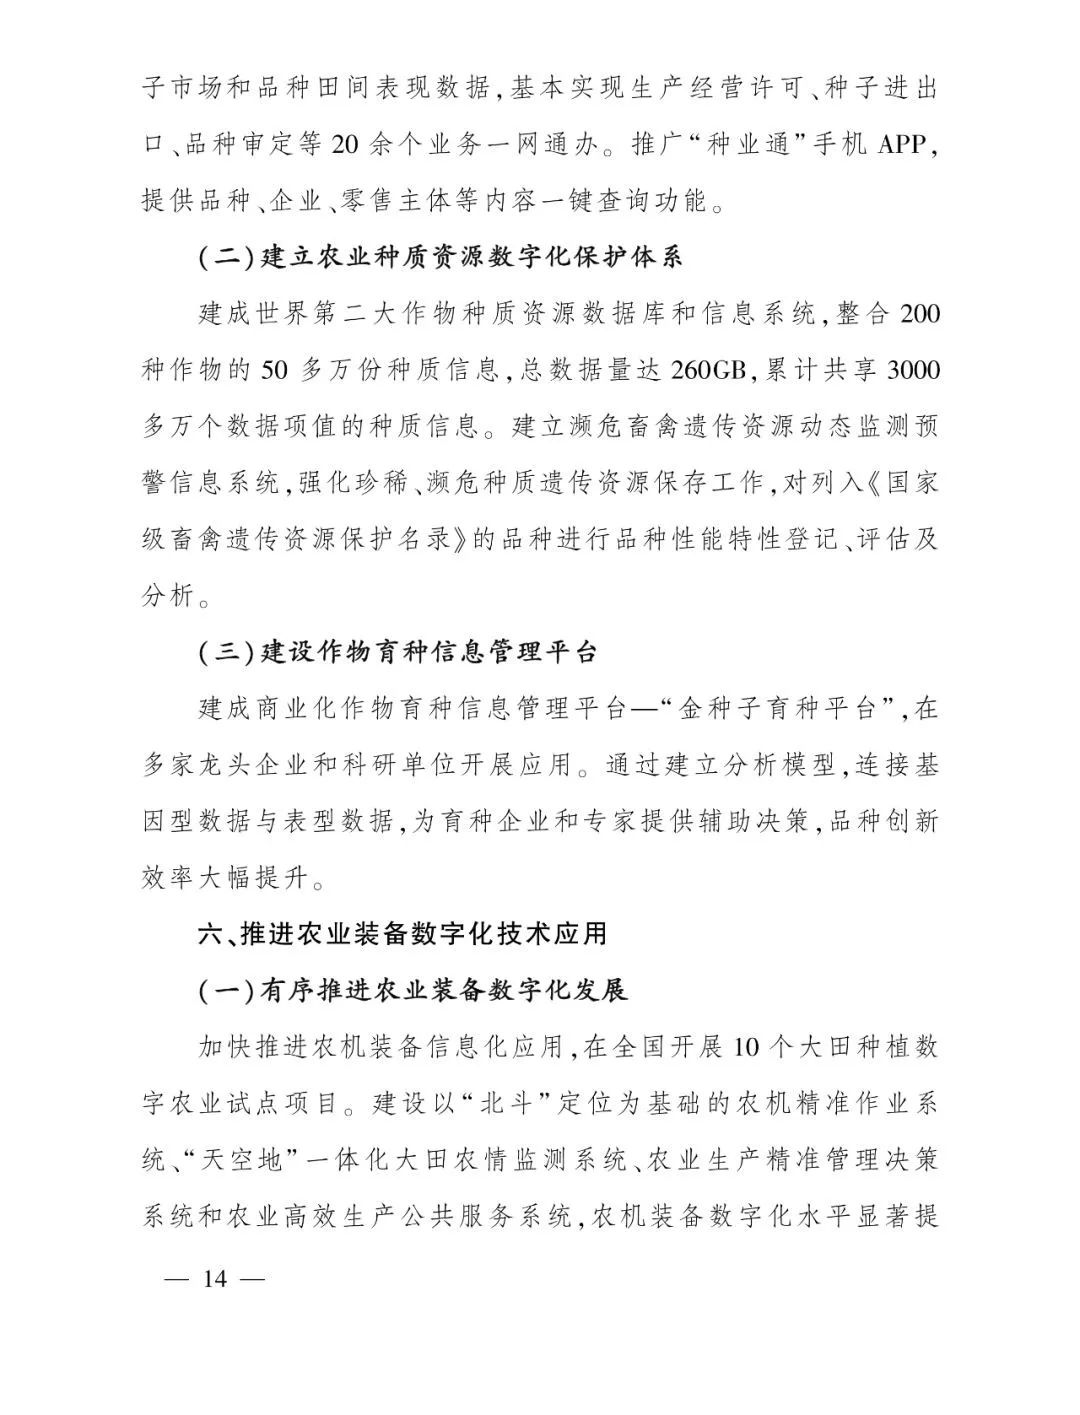 子市场和品种田间表现数据,基本实现生产经营许可、种子进出
口、品种审定等 20 余个业务一网通办。推广“种业通”手机 APP,
提供品种、企业、零售主体等内容一键查询功能。
(二)建立农业种质资源数字化保护体系
建成世界第二大作物种质资源数据库和信息系统,整合 200
种作物的 50 多万份种质信息,总数据量达 260GB,累计共享 3000
多万个数据项值的种质信息。建立濒危畜禽遗传资源动态监测预
警信息系统,强化珍稀、濒危种质遗传资源保存工作,对列入《国家
级畜禽遗传资源保护名录》的品种进行品种性能特性登记、评估及
分析。
(三)建设作物育种信息管理平台
建成商业化作物育种信息管理平台—“金种子育种平台”,在
多家龙头企业和科研单位开展应用。通过建立分析模型,连接基
因型数据与表型数据,为育种企业和专家提供辅助决策,品种创新
效率大幅提升。
六、推进农业装备数字化技术应用
(一)有序推进农业装备数字化发展
加快推进农机装备信息化应用,在全国开展 10 个大田种植数
字农业试点项目。建设以“北斗”定位为基础的农机精准作业系
统、“天空地”一体化大田农情监测系统、农业生产精准管理决策
系统和农业高效生产公共服务系统,农机装备数字化水平显著提
— 14 —